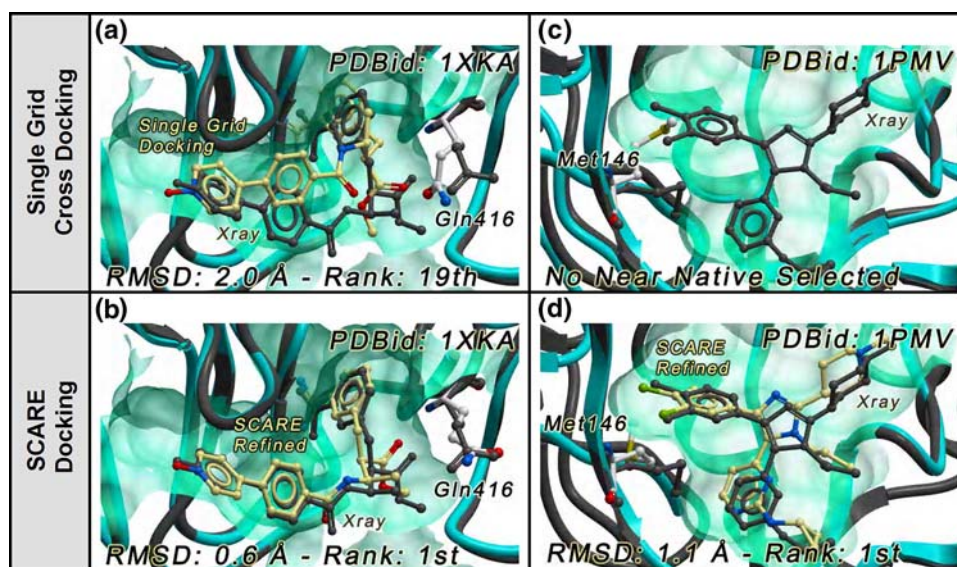 Single Grid
Cross Docking
(a)
PDBid: 1XKA
Single Grid
Docking
Gln416
Xray
RMSD: 2.0 Å - Rank: 19th
(c)
PDBid: 1PMV
Xray
Met146
No Near Native Selected
SCARE
Docking
(b)
PDBid: 1XKA
SCARE
Refined
Gln416
Xray
RMSD: 0.6 Å - Rank: 1st
(d)
PDBid: 1PMV
SCARE
Refined
Xray
Met146
RMSD: 1.1 Å - Rank: 1st